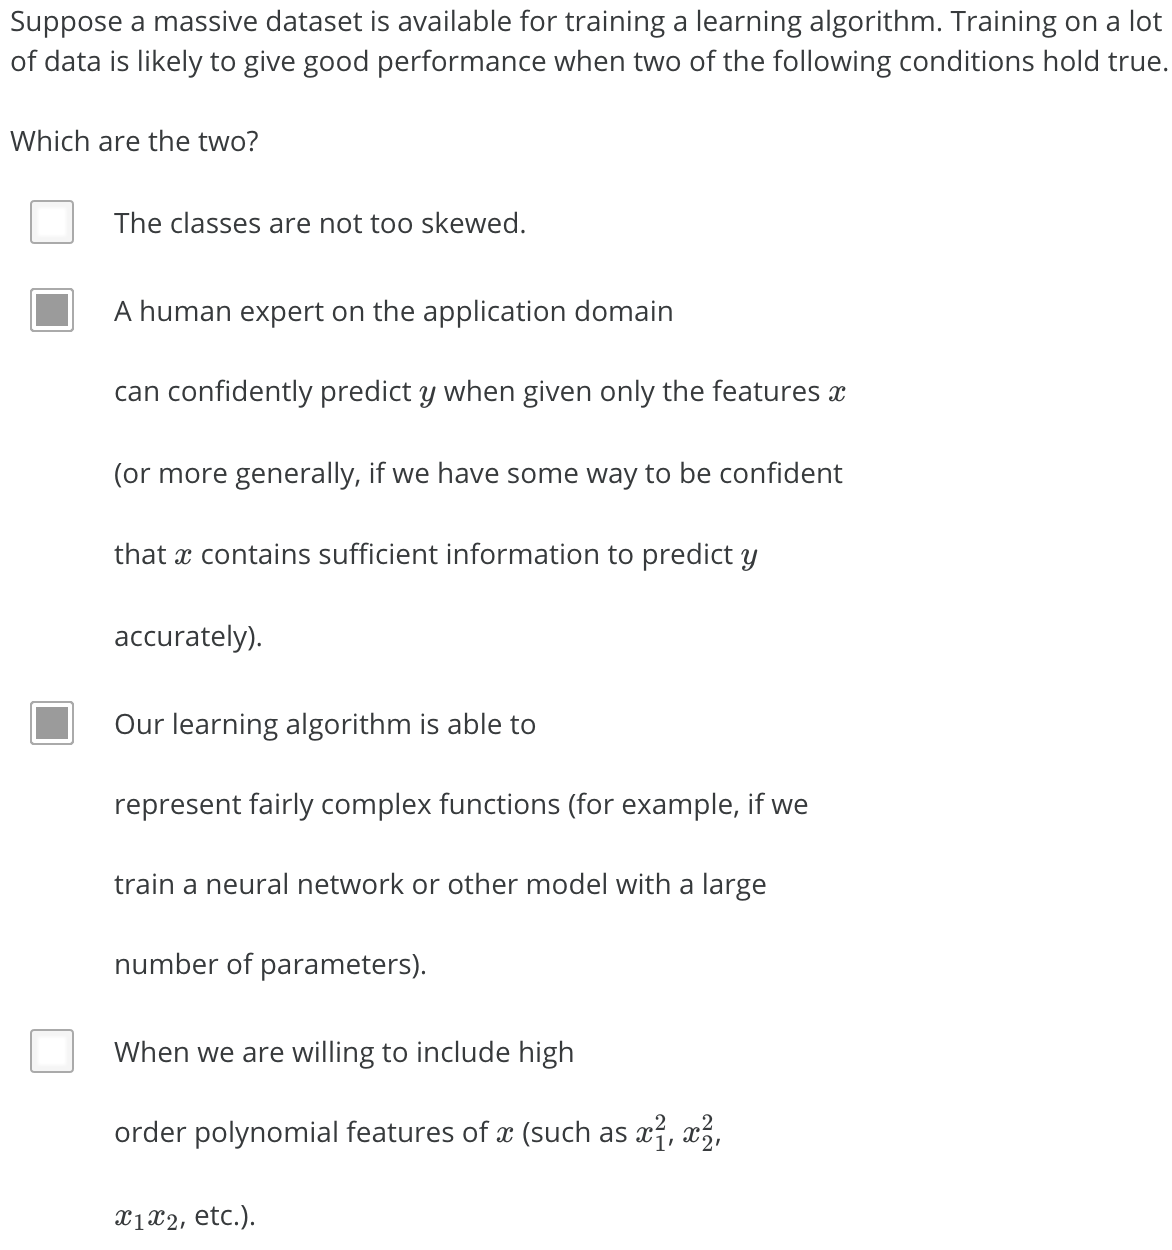 Suppose a massive dataset is available for training a learning algorithm. Training on a lot
of data is likely to give good performance when two of the following conditions hold true.
Which are the two?
The classes are not too skewed.
A human expert on the application domain
can confidently predict y when given only the features x
(or more generally, if we have some way to be confident
that x contains sufficient information to predict y
accurately).
Our learning algorithm is able to
represent fairly complex functions (for example, if we
train a neural network or other model with a large
number of parameters).
When we are willing to include high
order polynomial features of x (such as x₁², x₂²,
x₁x₂, etc.).